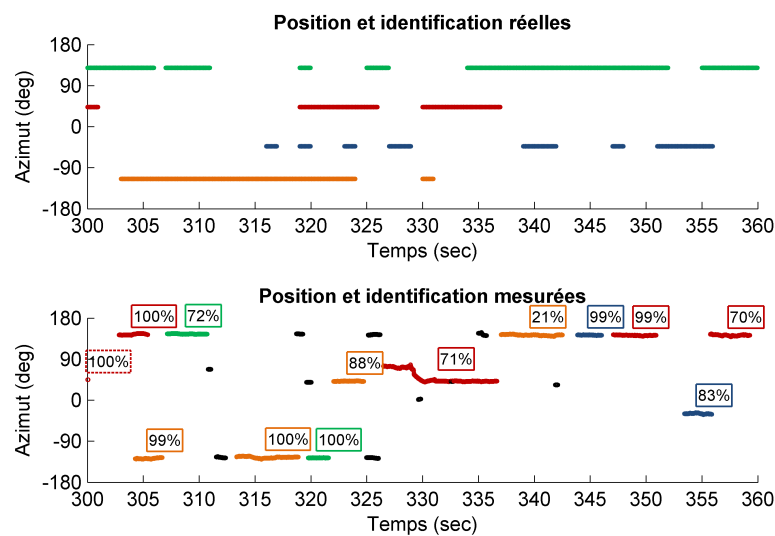 Position et identification réelles
180
90
0
-90
-180
Azimut (deg)
300 305 310 315 320 325 330 335 340 345 350 355 360
Temps (sec)
Position et identification mesurées
180
90
0
-90
-180
Azimut (deg)
100% 72% 21% 99% 99% 70%
100% 88% 71%
83%
99% 100% 100%
300 305 310 315 320 325 330 335 340 345 350 355 360
Temps (sec)